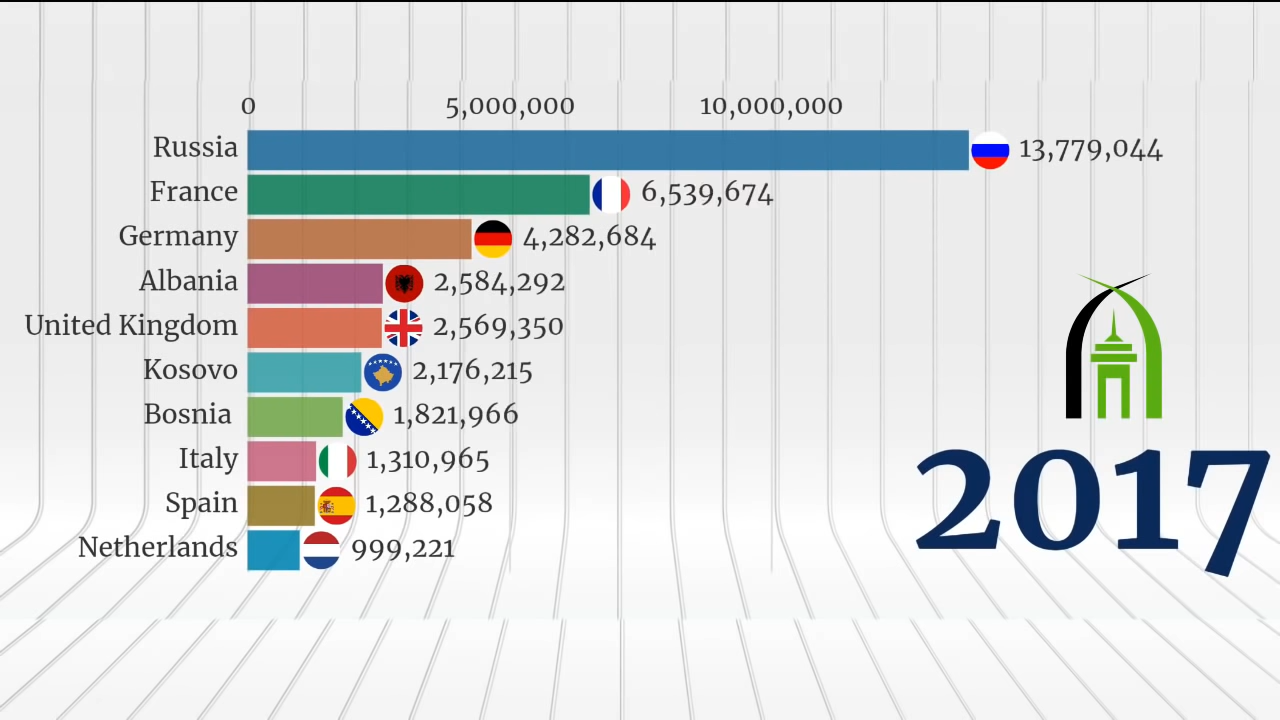 0 5,000,000 10,000,000
Russia 13,779,044
France 6,539,674
Germany 4,282,684
Albania 2,584,292
United Kingdom 2,569,350
Kosovo 2,176,215
Bosnia 1,821,966
Italy 1,310,965
Spain 1,288,058
Netherlands 999,221
2017